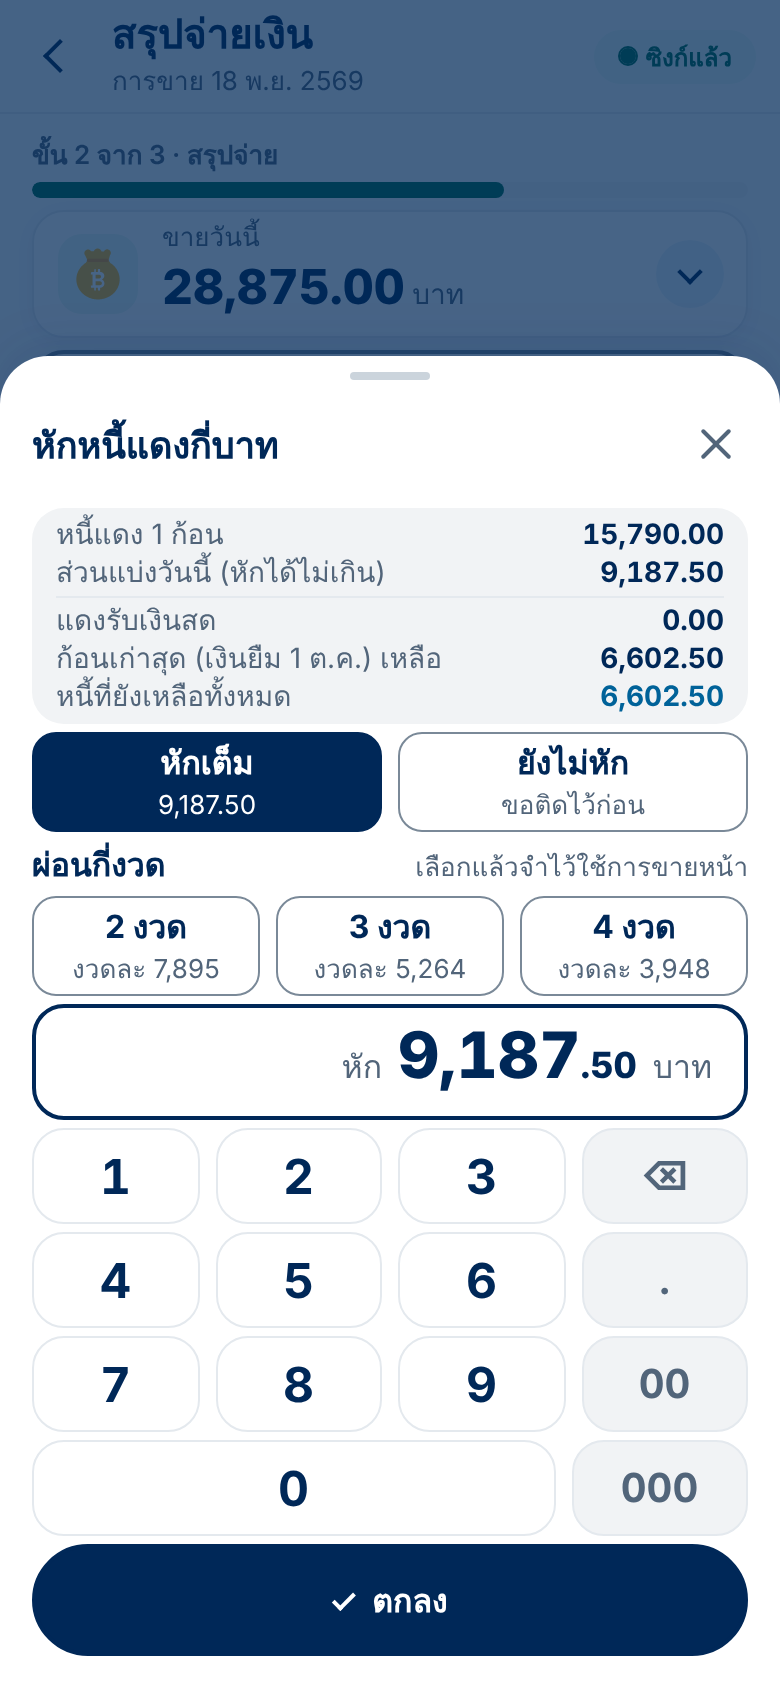 สรุปจ่ายเงิน
การขาย 18 พ.ย. 2569
ซิงก์แล้ว
ขั้น 2 จาก 3 · สรุปจ่าย
ขายวันนี้
28,875.00 บาท
หักหนี้แดงกี่บาท
หนี้แดง 1 ก้อน 15,790.00
ส่วนแบ่งวันนี้ (หักได้ไม่เกิน) 9,187.50
แดงรับเงินสด 0.00
ก้อนเก่าสุด (เงินยืม 1 ต.ค.) เหลือ 6,602.50
หนี้ที่ยังเหลือทั้งหมด 6,602.50
หักเต็ม
9,187.50
ยังไม่หัก
ขอติดไว้ก่อน
ผ่อนกี่งวด เลือกแล้วจำไว้ใช้การขายหน้า
2 งวด
งวดละ 7,895
3 งวด
งวดละ 5,264
4 งวด
งวดละ 3,948
หัก 9,187.50 บาท
1 2 3
4 5 6 .
7 8 9 00
0 000
ตกลง